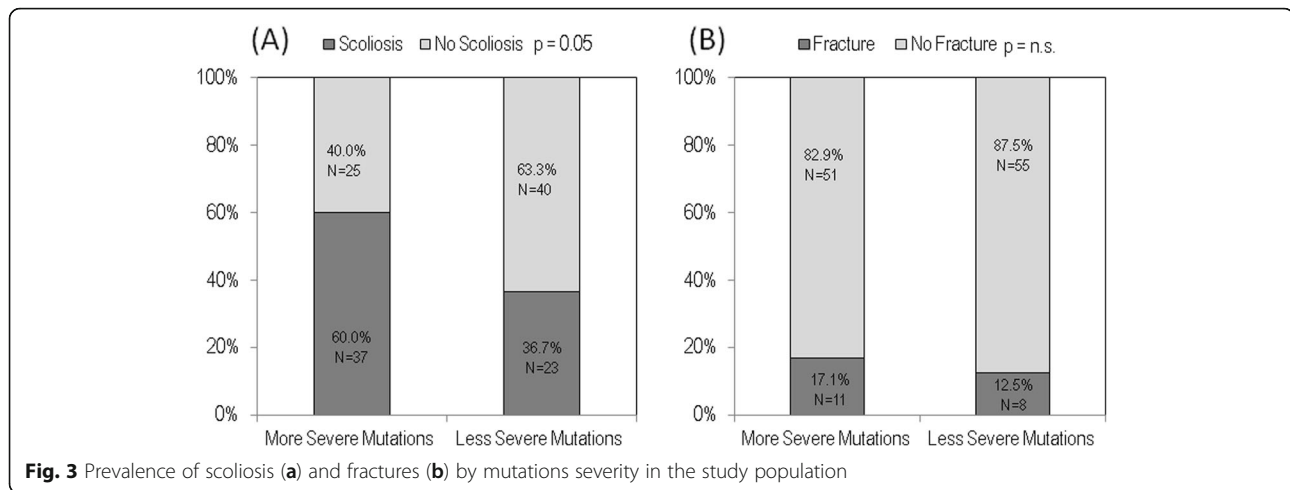 (A) Scoliosis No Scoliosis p = 0.05
100%
80%
60%
40%
20%
0%
40.0%
N=25
60.0%
N=37
63.3%
N=40
36.7%
N=23
More Severe Mutations Less Severe Mutations
(B) Fracture No Fracture p = n.s.
100%
80%
60%
40%
20%
0%
82.9%
N=51
17.1%
N=11
87.5%
N=55
12.5%
N=8
More Severe Mutations Less Severe Mutations
Fig. 3 Prevalence of scoliosis (a) and fractures (b) by mutations severity in the study population